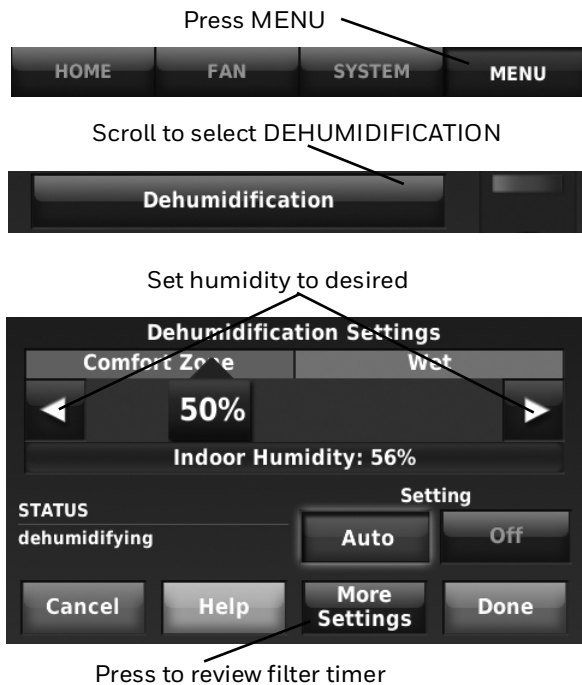 Press MENU
HOME FAN SYSTEM MENU
Scroll to select DEHUMIDIFICATION
Dehumidification
Set humidity to desired
Dehumidification Settings
Comfort Zone Wet
50%
Indoor Humidity: 56%
Setting
STATUS
dehumidifying
Auto Off
Cancel Help More Settings Done
Press to review filter timer